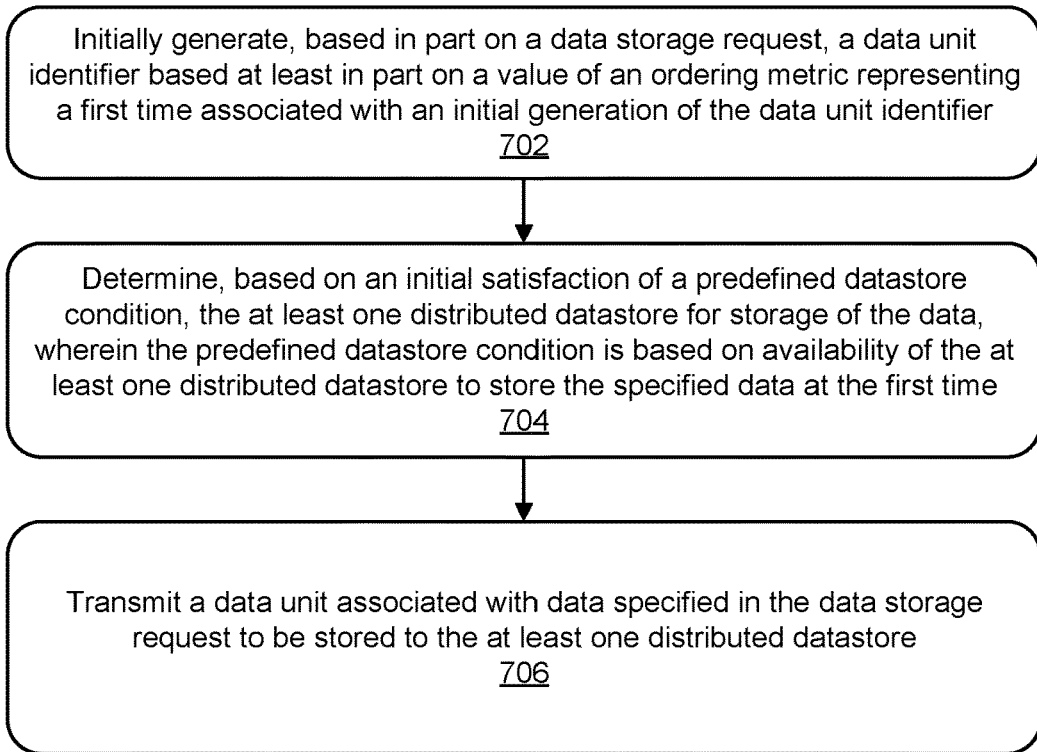 Initially generate, based in part on a data storage request, a data unit
identifier based at least in part on a value of an ordering metric representing
a first time associated with an initial generation of the data unit identifier
702
Determine, based on an initial satisfaction of a predefined datastore
condition, the at least one distributed datastore for storage of the data,
wherein the predefined datastore condition is based on availability of the at
least one distributed datastore to store the specified data at the first time
704
Transmit a data unit associated with data specified in the data storage
request to be stored to the at least one distributed datastore
706